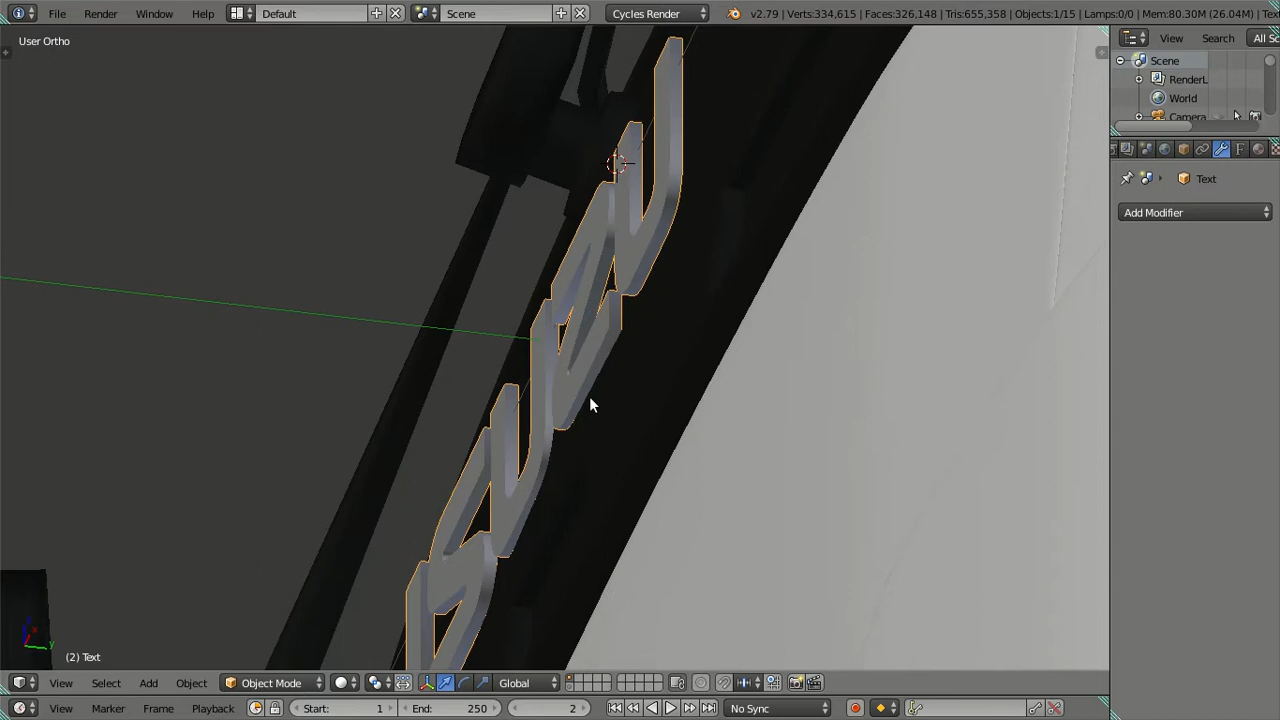 File Render Window Help Default Scene Cycles Render v2.79 | Verts:334,615 | Faces:326,148 | Tris:655,358 | Objects:1/15 | Lamps:0/0 | Mem:80.30M (26.04M) |
User Ortho
View Search All Sc
Scene
RenderL
World
Camera
Text
Add Modifier
(2) Text
View Select Add Object Object Mode Global
View Marker Frame Playback Start: 1 End: 250 2 No Sync